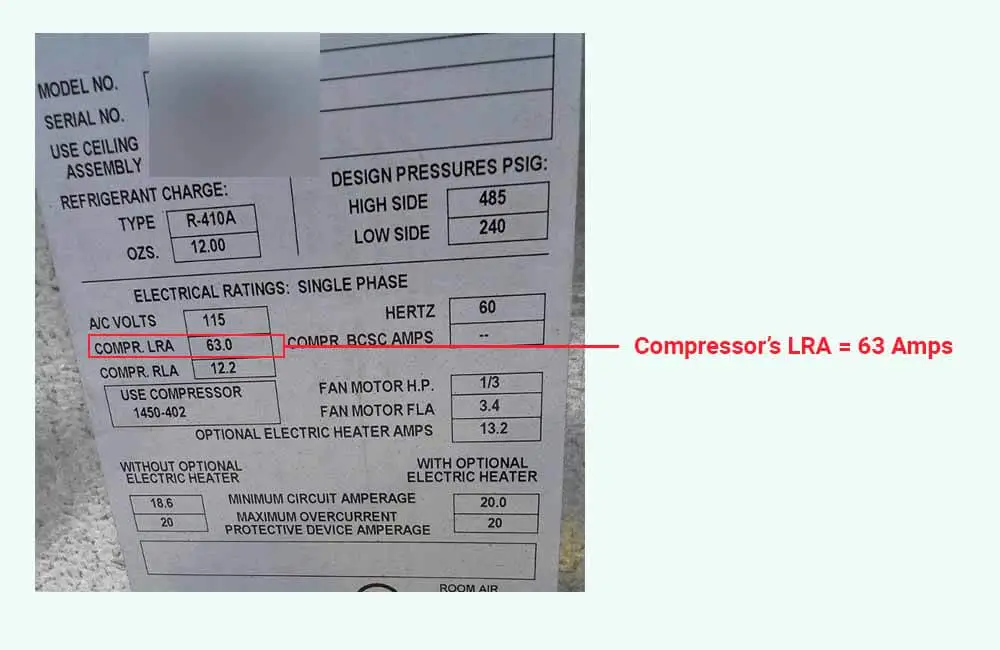 MODEL NO.
SERIAL NO.
USE CEILING
ASSEMBLY
REFRIGERANT CHARGE:
TYPE R-410A
OZS. 12.00
DESIGN PRESSURES PSIG:
HIGH SIDE 485
LOW SIDE 240
ELECTRICAL RATINGS: SINGLE PHASE
A/C VOLTS 115
COMPR. LRA 63.0
COMPR. RLA 12.2
USE COMPRESSOR
1450-402
HERTZ 60
COMPR. BCSC AMPS --
FAN MOTOR H.P. 1/3
FAN MOTOR FLA 3.4
OPTIONAL ELECTRIC HEATER AMPS 13.2
WITHOUT OPTIONAL
ELECTRIC HEATER
WITH OPTIONAL
ELECTRIC HEATER
18.6 MINIMUM CIRCUIT AMPERAGE 20.0
20 MAXIMUM OVERCURRENT
PROTECTIVE DEVICE AMPERAGE 20
ROOM AIR
Compressor's LRA = 63 Amps